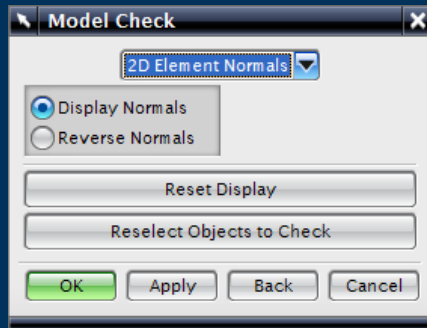 Model Check
2D Element Normals
Display Normals
Reverse Normals
Reset Display
Reselect Objects to Check
OK Apply Back Cancel